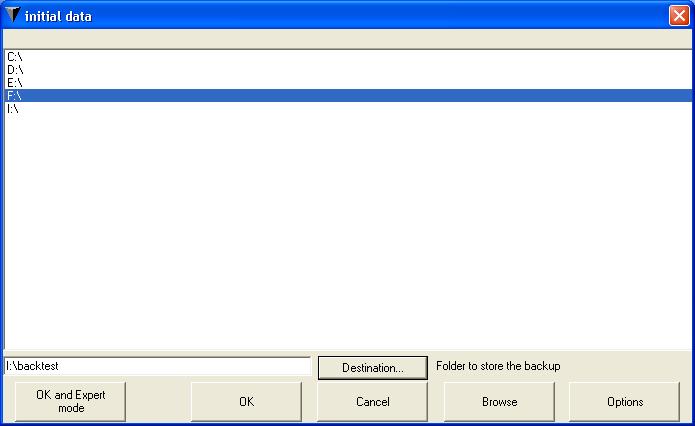 initial data
C:\
D:\
E:\
F:\
I:\
I:\backtest
Destination...
Folder to store the backup
OK and Expert
mode
OK
Cancel
Browse
Options